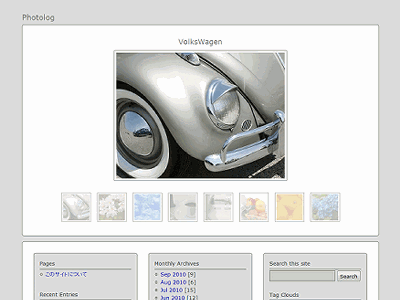 Photolog
VolksWagen
Pages
このサイトについて
Recent Entries
Monthly Archives
Sep 2010 [9]
Aug 2010 [6]
Jul 2010 [15]
Jun 2010 [12]
Search this site
Search
Tag Clouds